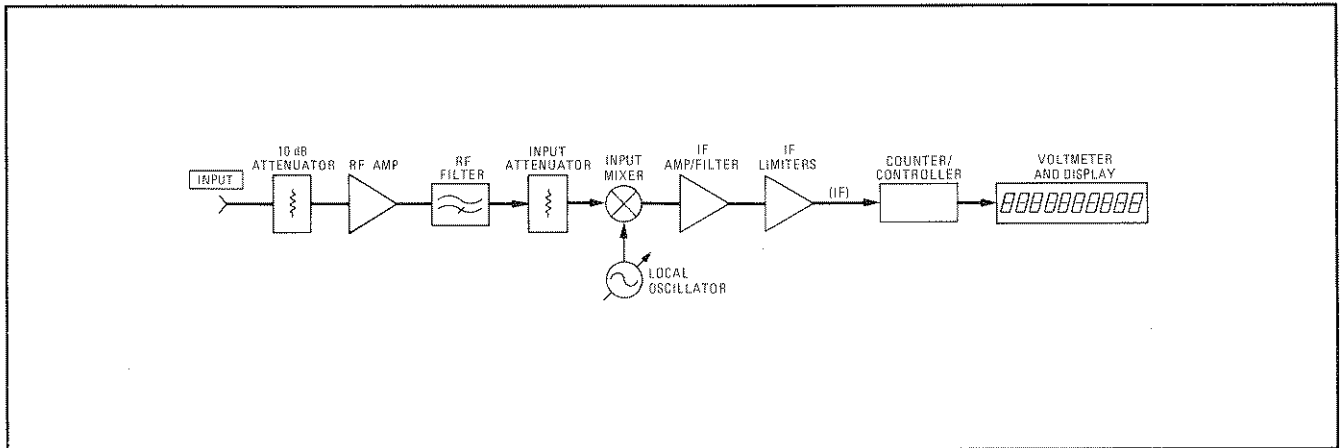 INPUT
10 dB
ATTENUATOR
RF AMP
RF
FILTER
INPUT
ATTENUATOR
INPUT
MIXER
LOCAL
OSCILLATOR
IF
AMP/FILTER
IF
LIMITERS
(IF)
COUNTER/
CONTROLLER
VOLTMETER
AND DISPLAY
0000000000